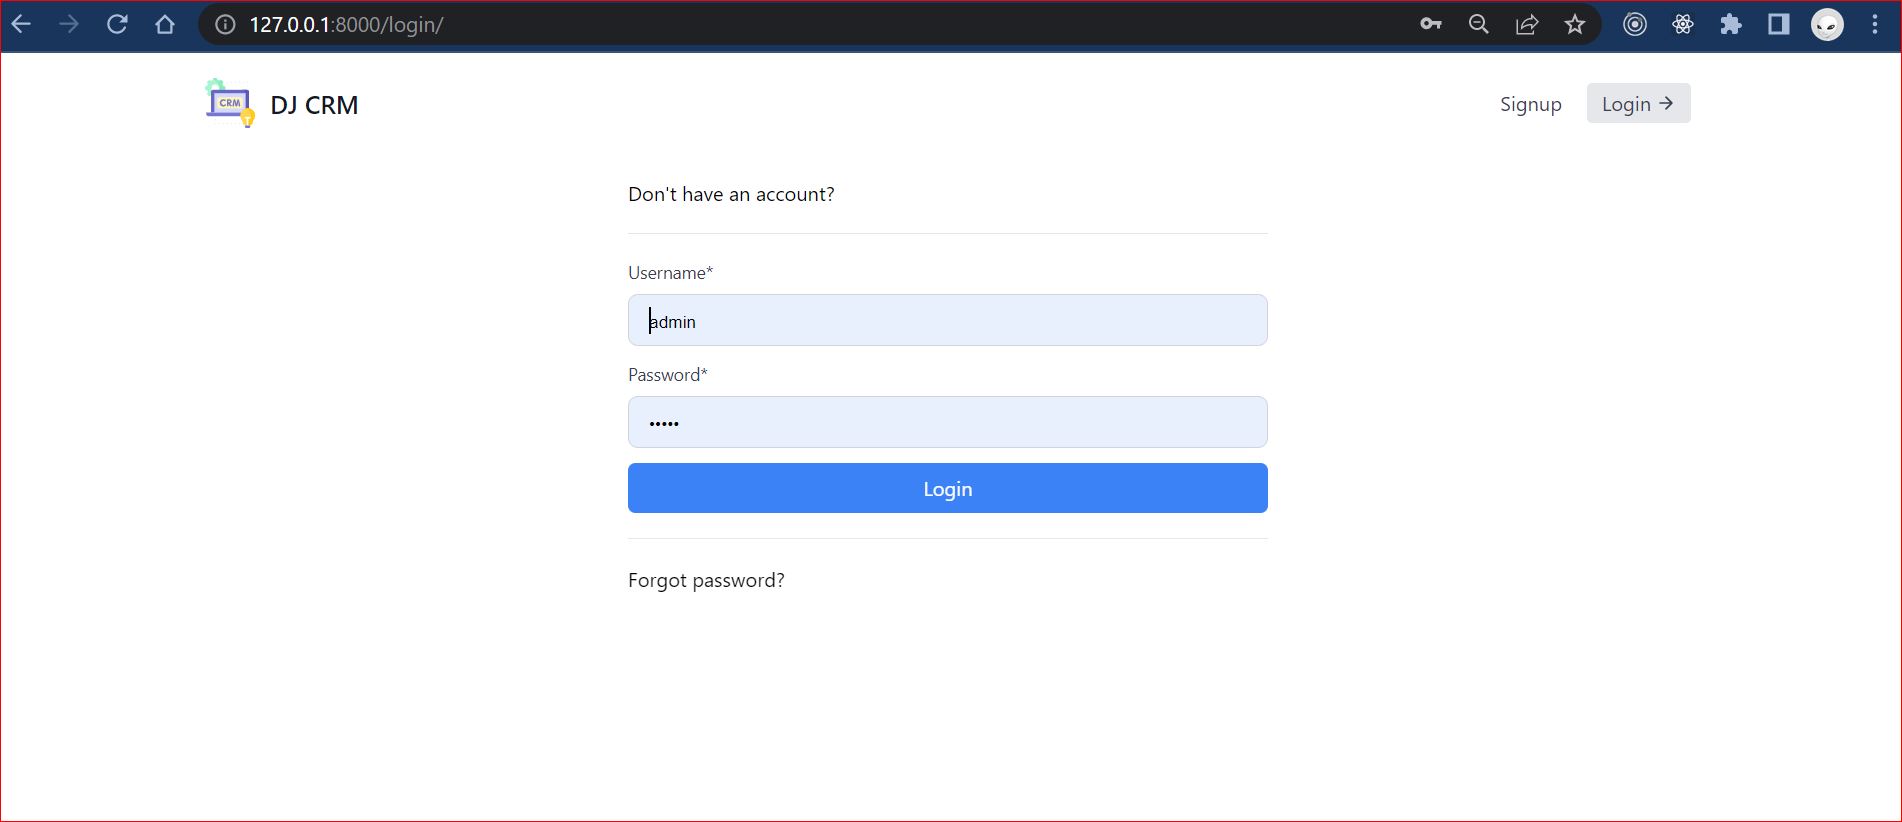 127.0.0.1:8000/login/
CRM
DJ CRM
Signup
Login →
Don't have an account?
Username*
admin
Password*
•••••
Login
Forgot password?